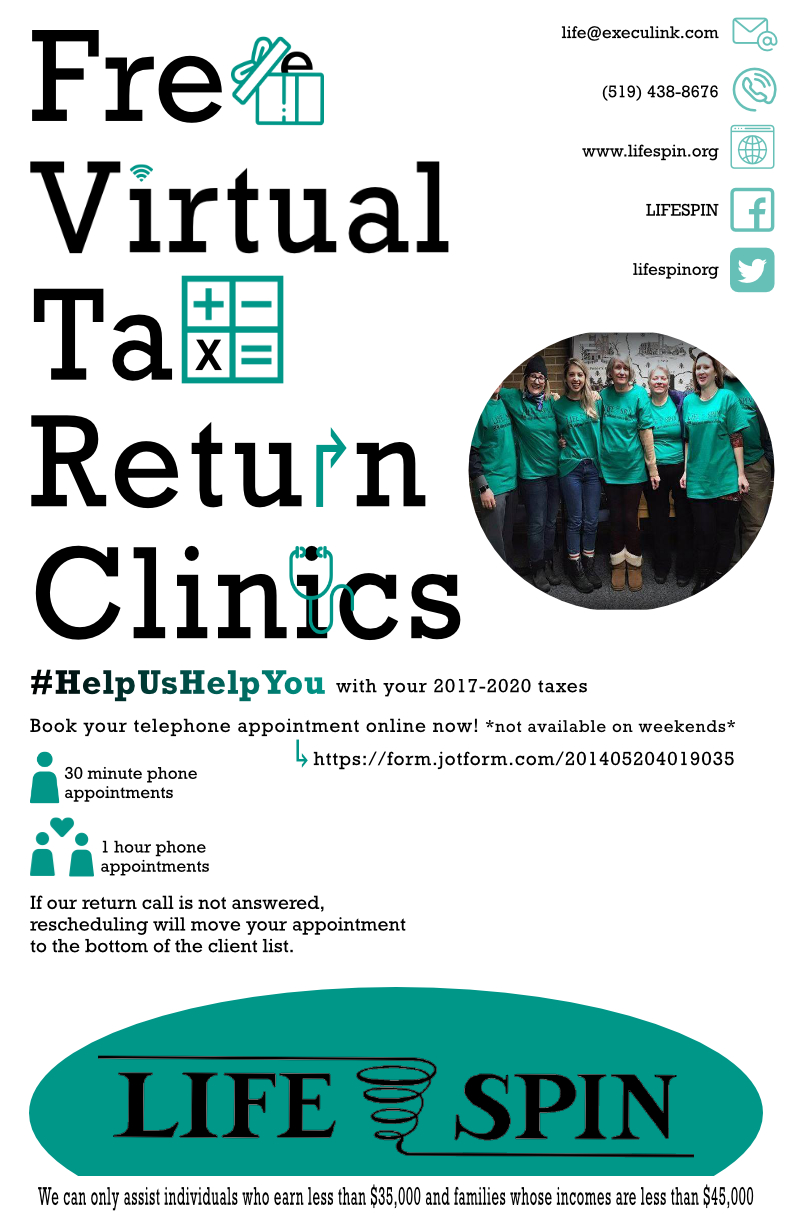 Free
Virtual
Tax
Return
Clinics
life@execulink.com
(519) 438-8676
www.lifespin.org
LIFESPIN
lifespinorg
#HelpUsHelpYou with your 2017-2020 taxes
Book your telephone appointment online now! *not available on weekends*
https://form.jotform.com/201405204019035
30 minute phone
appointments
1 hour phone
appointments
If our return call is not answered,
rescheduling will move your appointment
to the bottom of the client list.
LIFE SPIN
We can only assist individuals who earn less than $35,000 and families whose incomes are less than $45,000